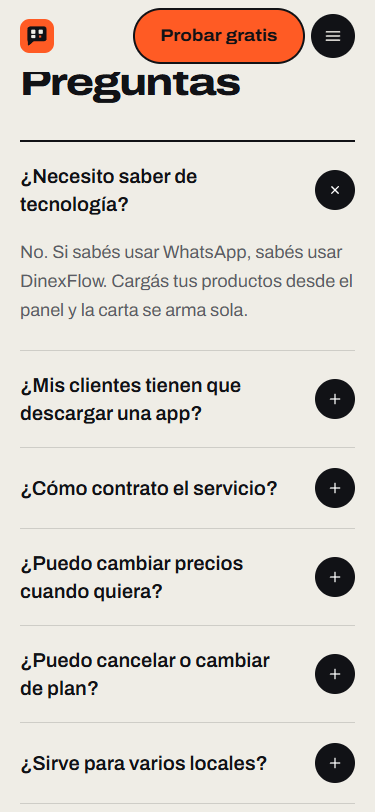 Probar gratis
Preguntas
¿Necesito saber de
tecnología?
No. Si sabés usar WhatsApp, sabés usar
DinexFlow. Cargás tus productos desde el
panel y la carta se arma sola.
¿Mis clientes tienen que
descargar una app?
¿Cómo contrato el servicio?
¿Puedo cambiar precios
cuando quiera?
¿Puedo cancelar o cambiar
de plan?
¿Sirve para varios locales?